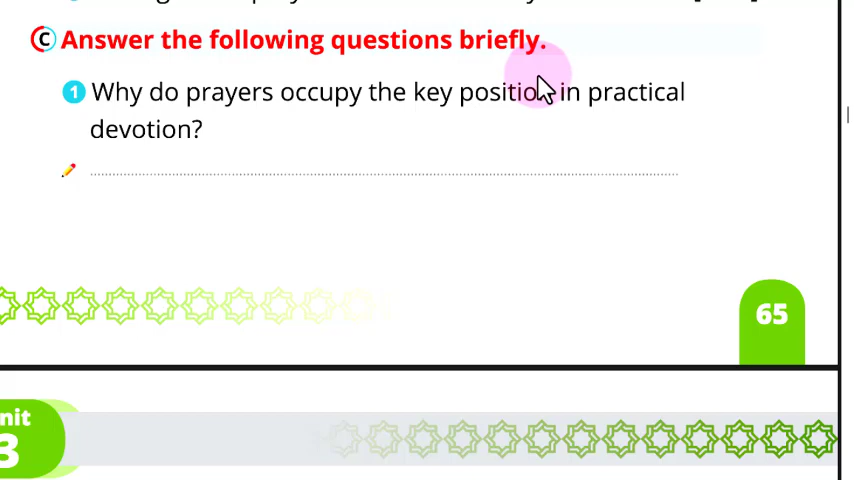 C Answer the following questions briefly.
1 Why do prayers occupy the key position in practical
devotion?
65
nit
3